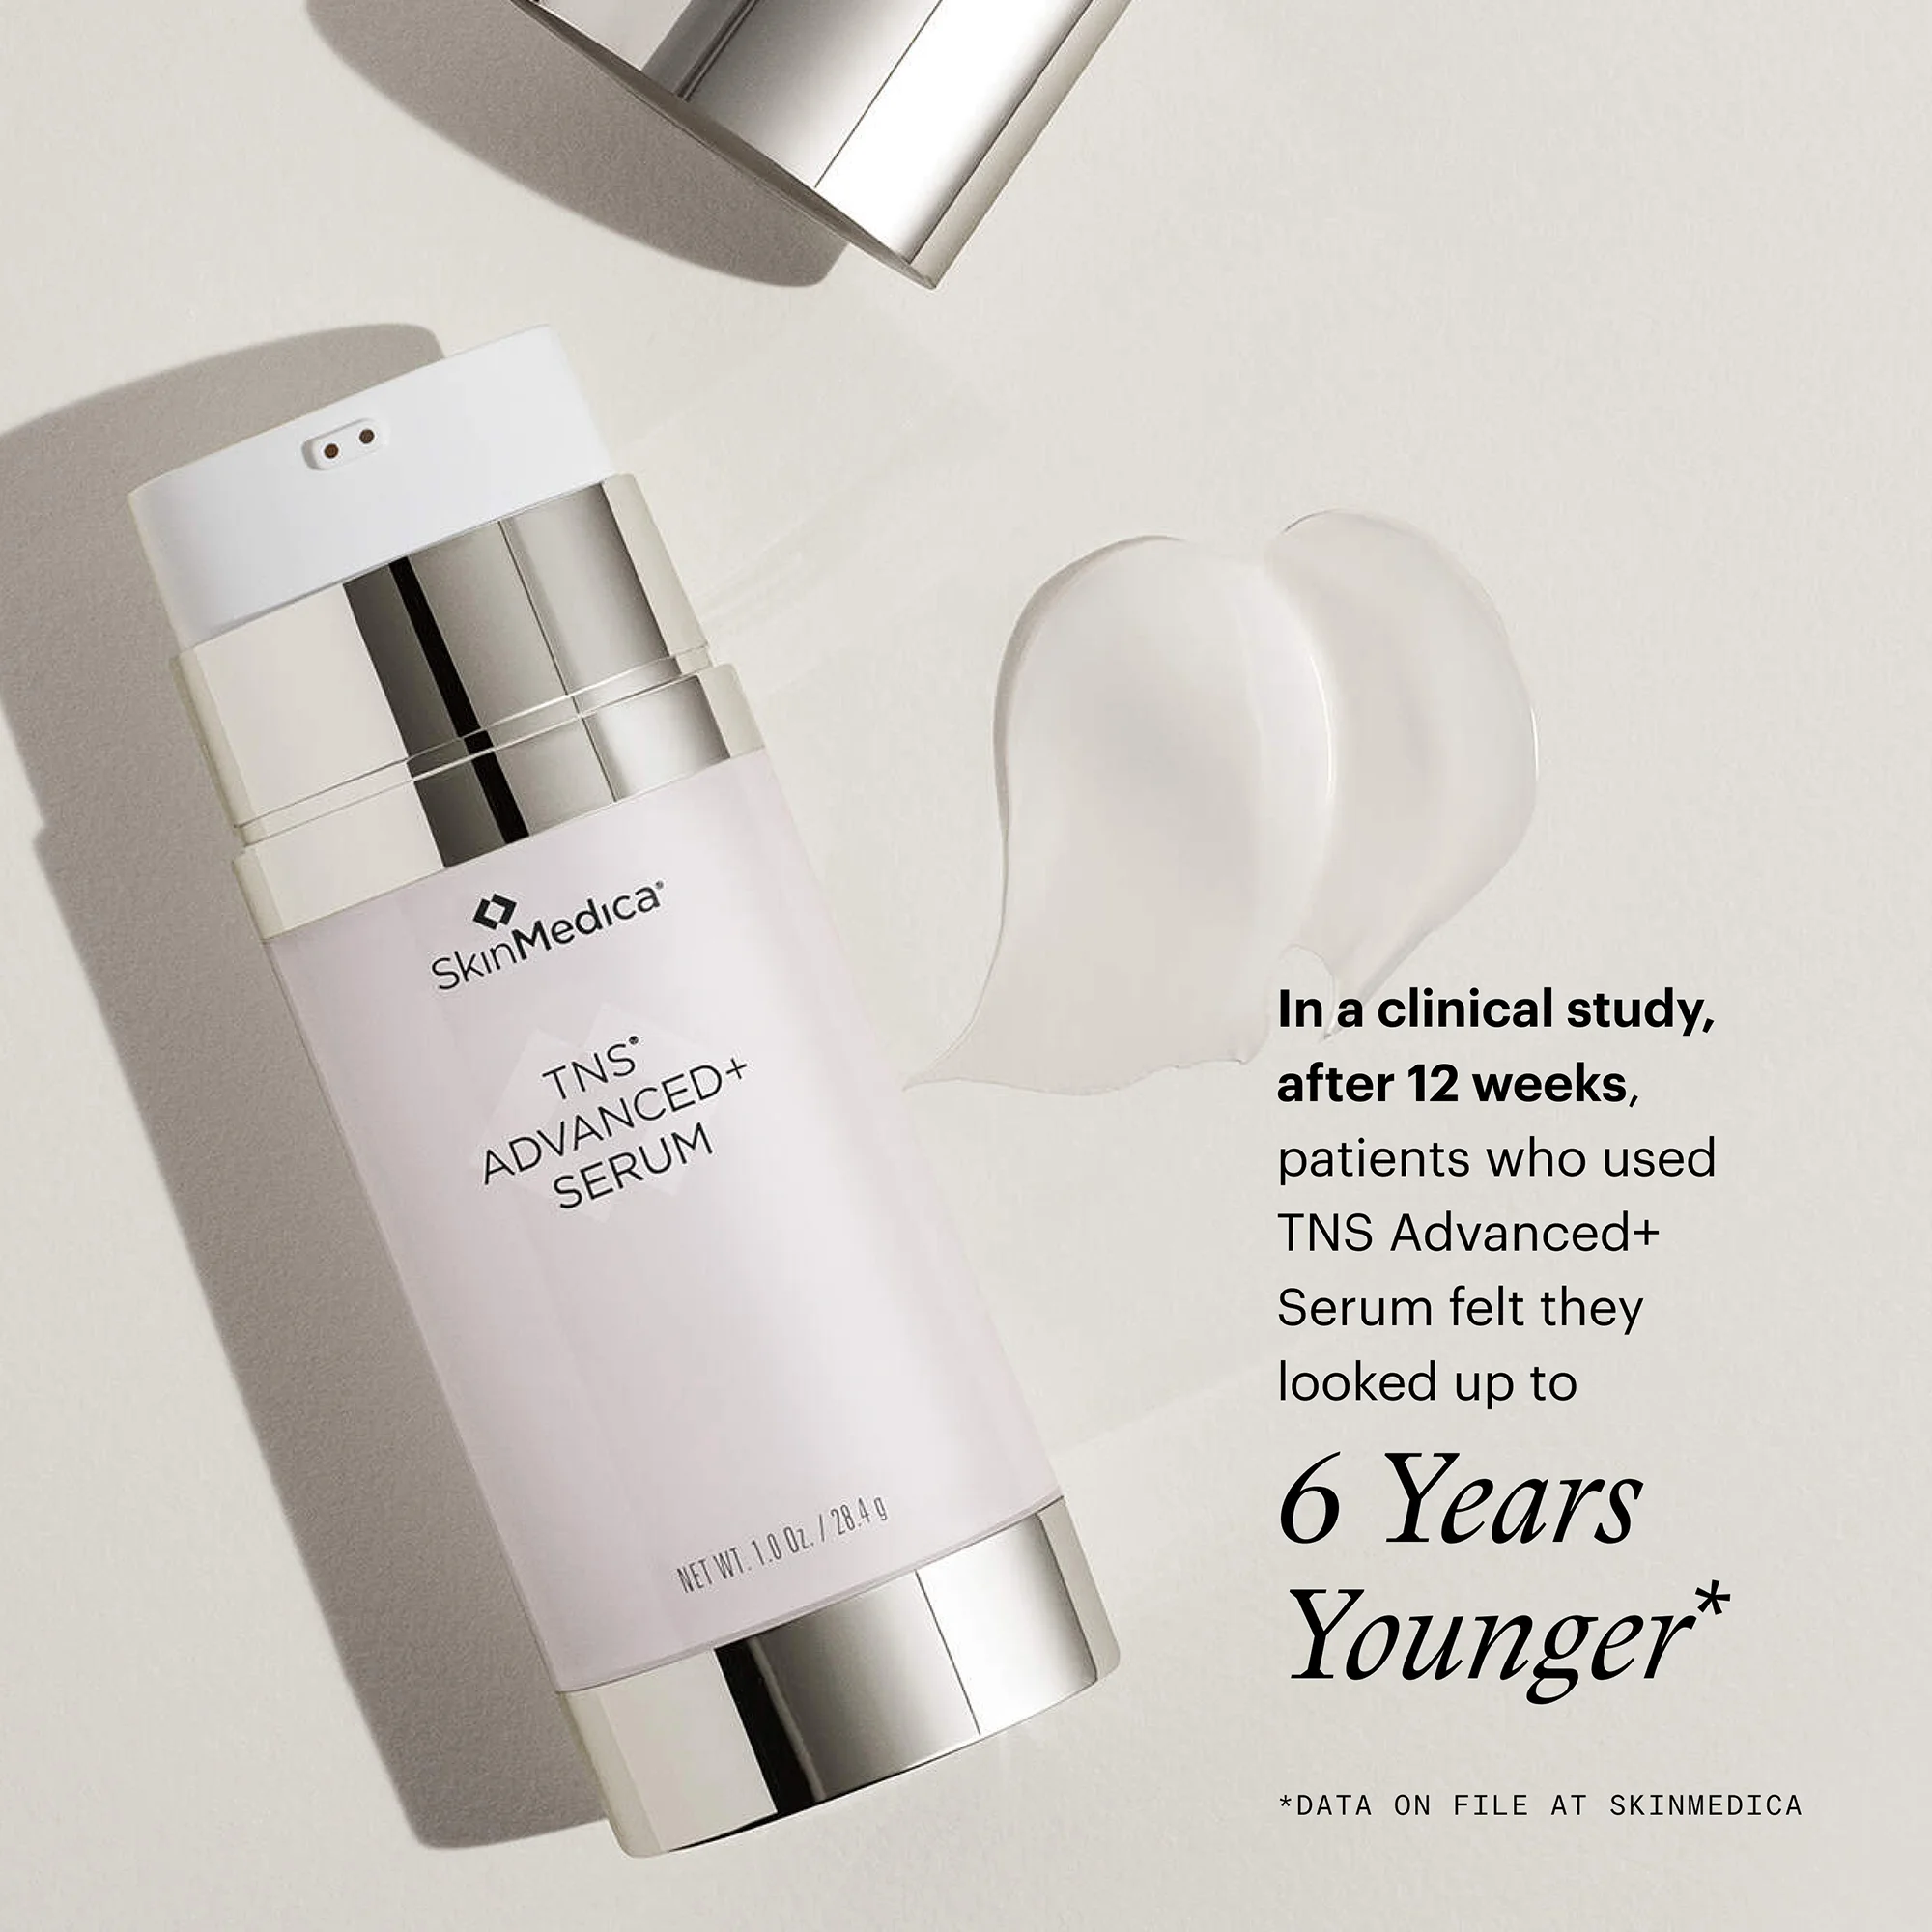 SkinMedica®
TNS®
ADVANCED+
SERUM
NET WT. 1.0 Oz. / 28.4 g
In a clinical study,
after 12 weeks,
patients who used
TNS Advanced+
Serum felt they
looked up to
6 Years
Younger*
*DATA ON FILE AT SKINMEDICA